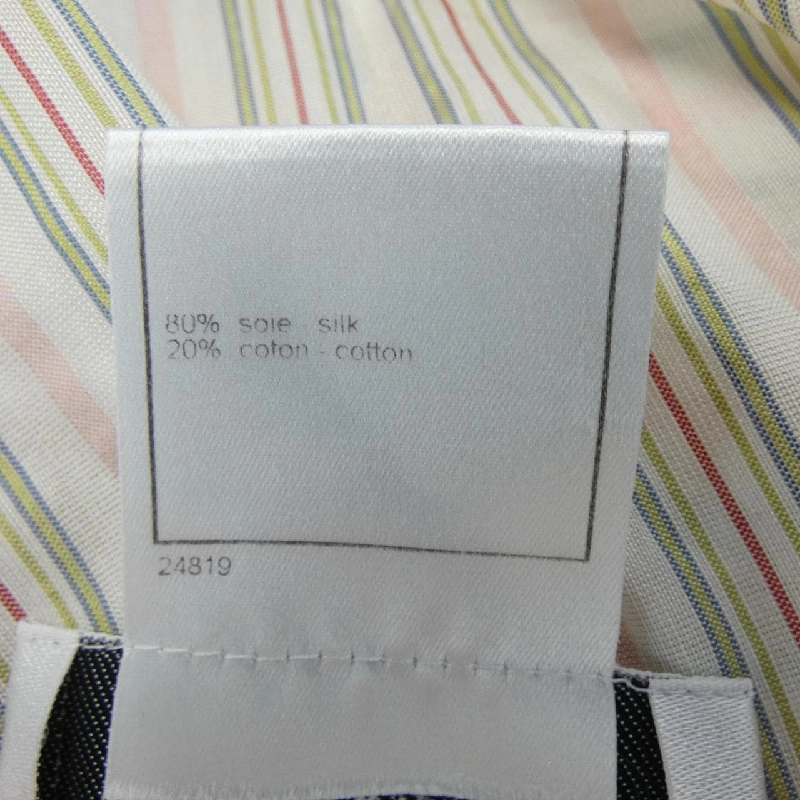 80% soie - silk
20% coton - cotton
24819